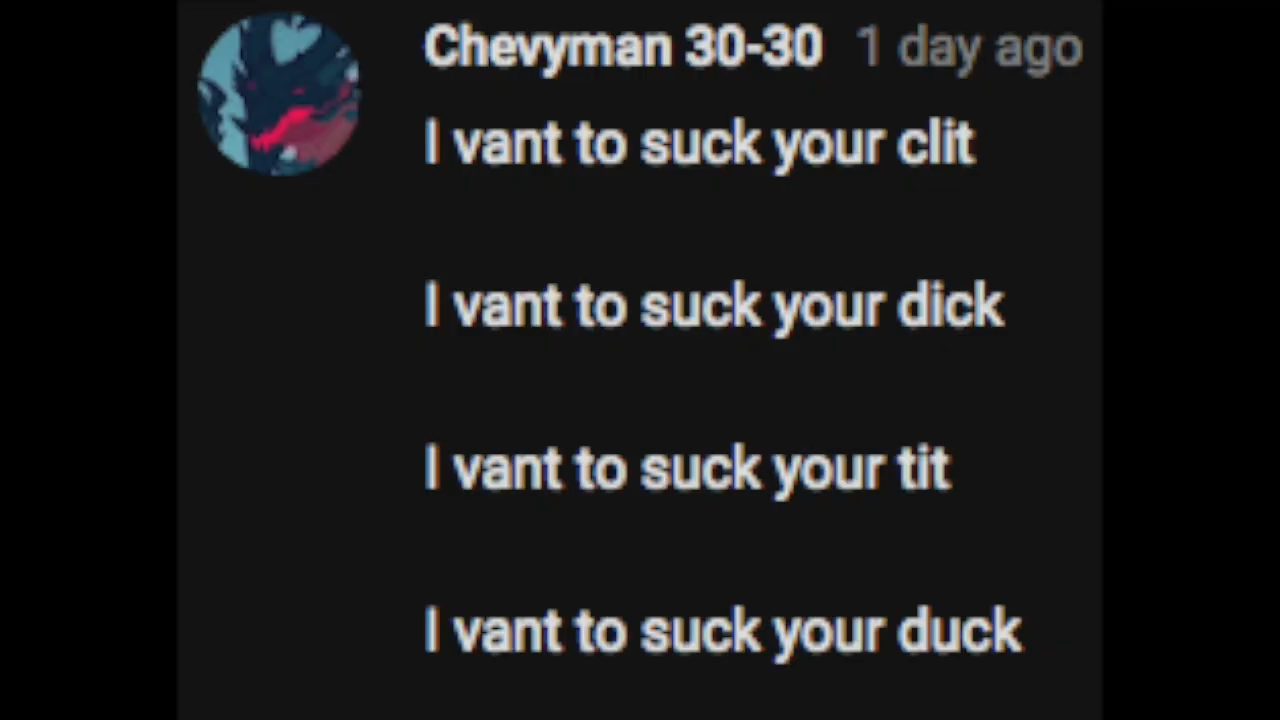 Chevyman 30-30 1 day ago
I vant to suck your clit
I vant to suck your dick
I vant to suck your tit
I vant to suck your duck